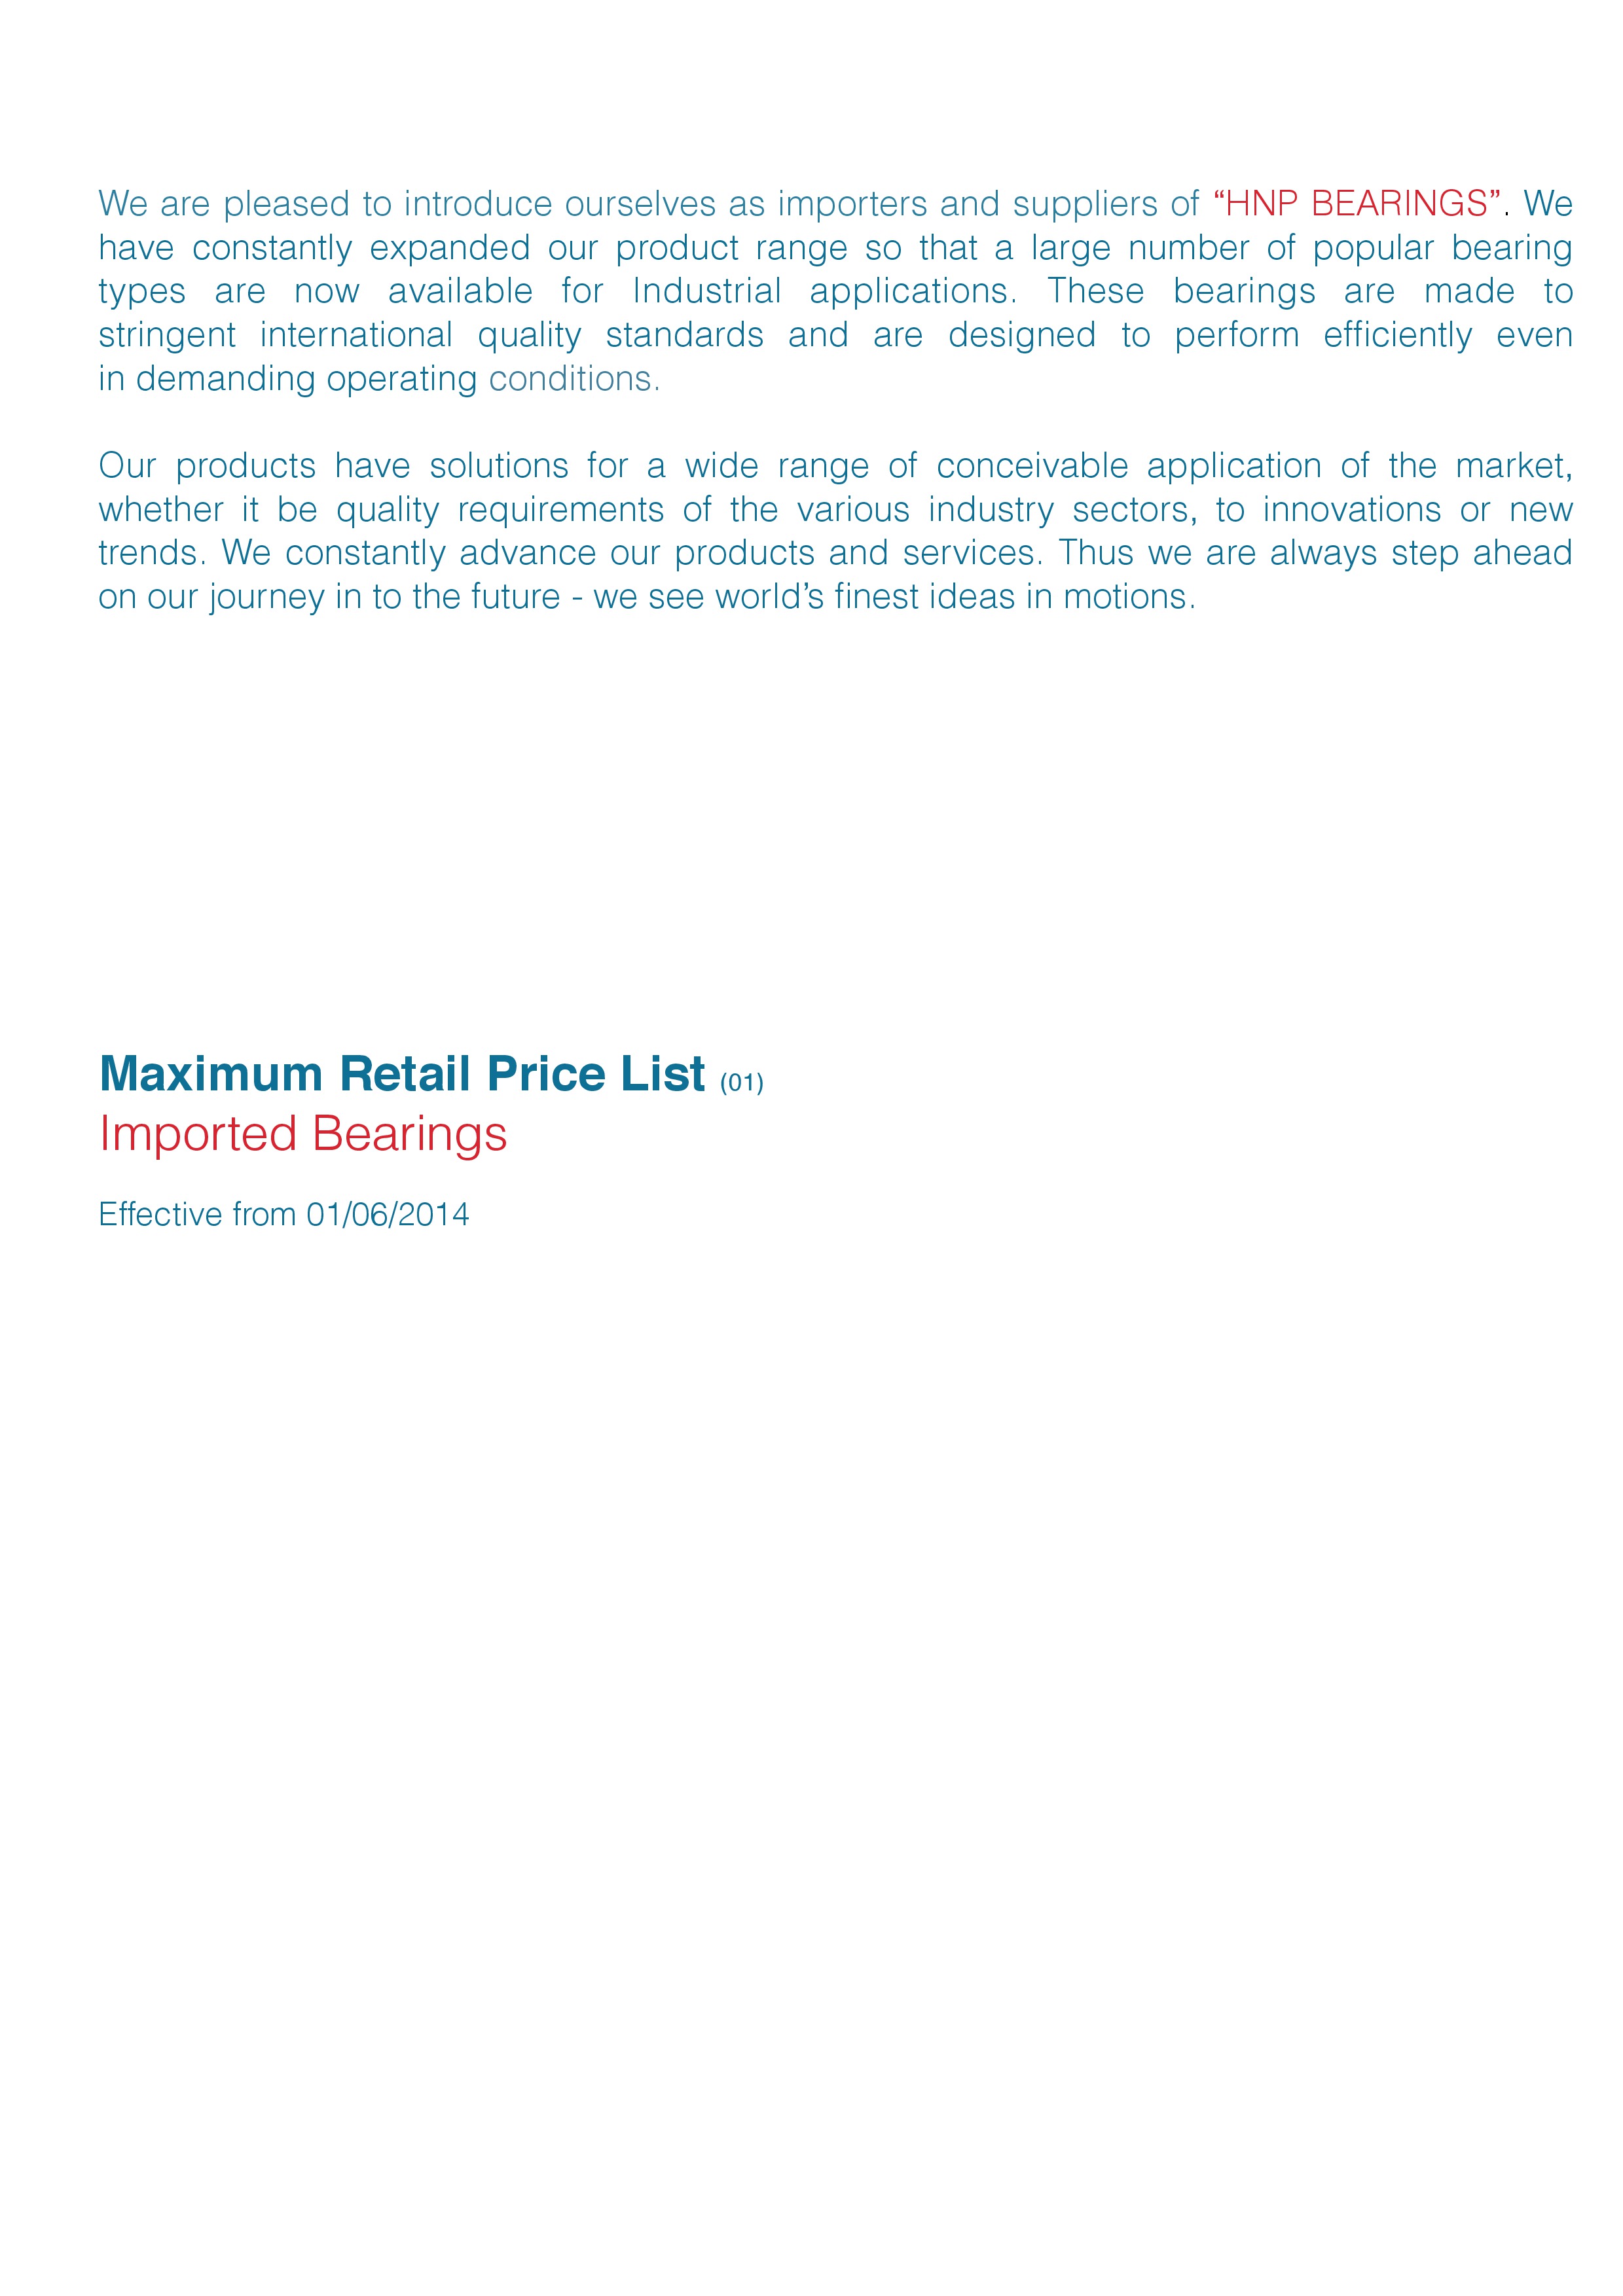 We are pleased to introduce ourselves as importers and suppliers of “HNP BEARINGS”. We
have constantly expanded our product range so that a large number of popular bearing
types are now available for Industrial applications. These bearings are made to
stringent international quality standards and are designed to perform efficiently even
in demanding operating conditions.
Our products have solutions for a wide range of conceivable application of the market,
whether it be quality requirements of the various industry sectors, to innovations or new
trends. We constantly advance our products and services. Thus we are always step ahead
on our journey in to the future - we see world’s finest ideas in motions.
Maximum Retail Price List (01)
Imported Bearings
Effective from 01/06/2014